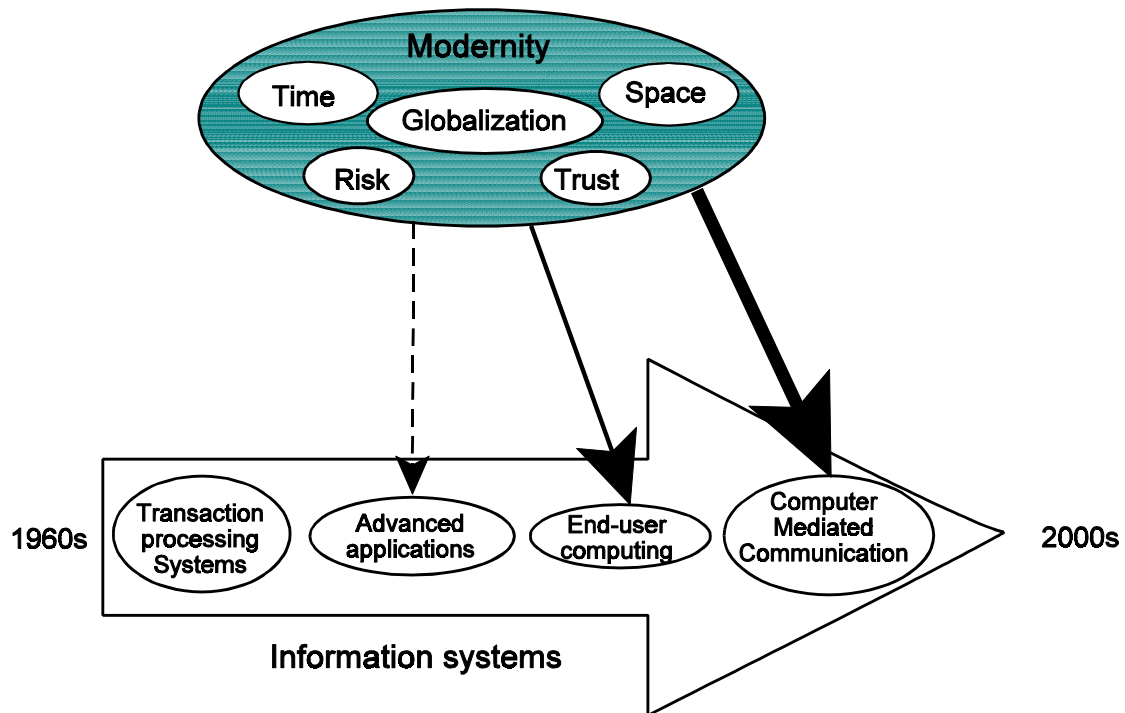 Modernity
Time
Space
Globalization
Risk
Trust
1960s
Transaction
processing
Systems
Advanced
applications
End-user
computing
Computer
Mediated
Communication
2000s
Information systems